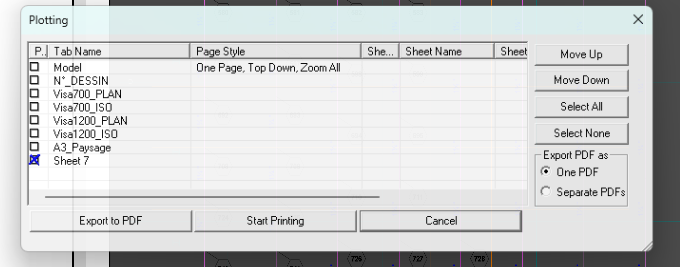 Plotting
P.. Tab Name Page Style She... Sheet Name Sheet
Model One Page, Top Down, Zoom All
N°_DESSIN
Visa700_PLAN
Visa700_ISO
Visa1200_PLAN
Visa1200_ISO
A3_Paysage
Sheet 7
Move Up
Move Down
Select All
Select None
Export PDF as
One PDF
Separate PDFs
Export to PDF Start Printing Cancel
726 727 728